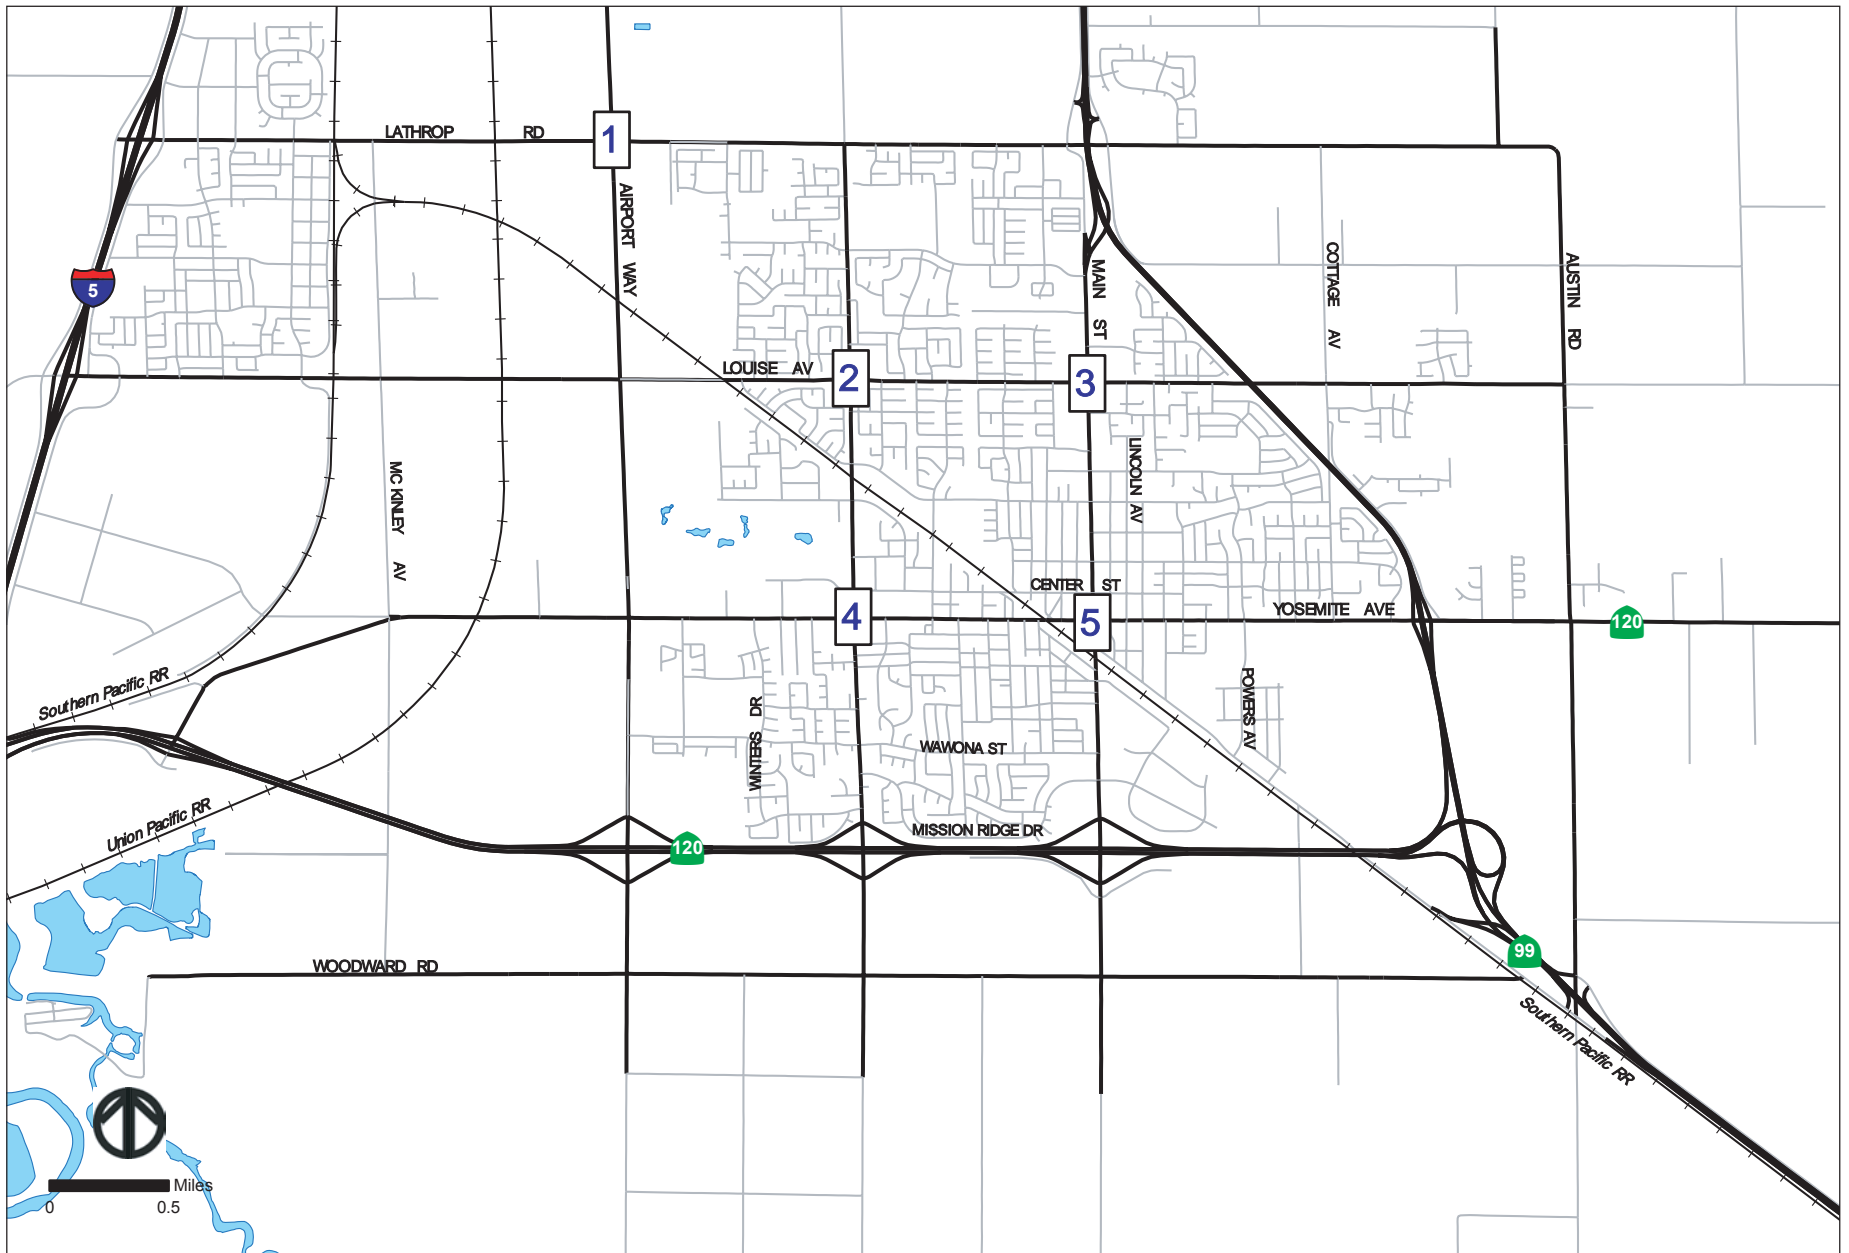 LATHROP RD
1
AIRPORT WAY
5
MAIN ST
COTTAGE AV
AUSTIN RD
LOUISE AV
2
3
MC KINLEY AV
LINCOLN AV
CENTER ST
YOSEMITE AVE
4
5
120
Southern Pacific RR
POWERS AV
WINTERS DR
WAWONA ST
Union Pacific RR
MISSION RIDGE DR
120
99
WOODWARD RD
Southern Pacific RR
Miles
0 0.5